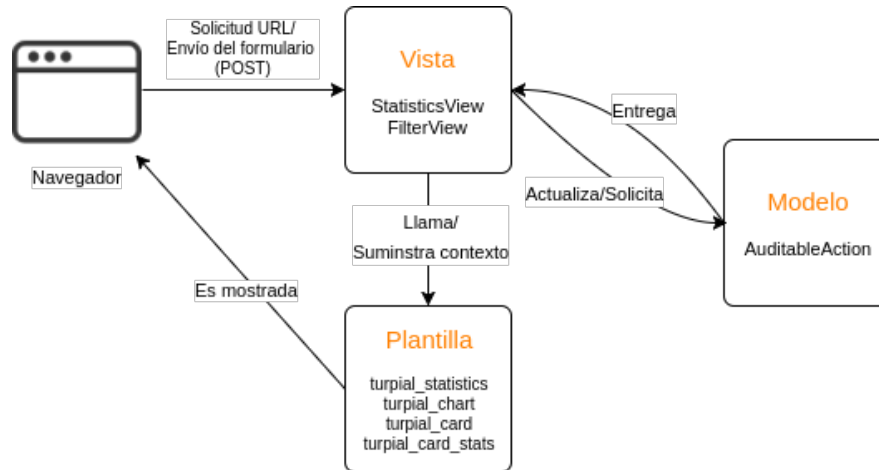 Solicitud URL/
Envío del formulario
(POST)
Vista
StatisticsView
FilterView
Entrega
Navegador
Actualiza/Solicita
Modelo
AuditableAction
Llama/
Suminstra contexto
Es mostrada
Plantilla
turpial_statistics
turpial_chart
turpial_card
turpial_card_stats